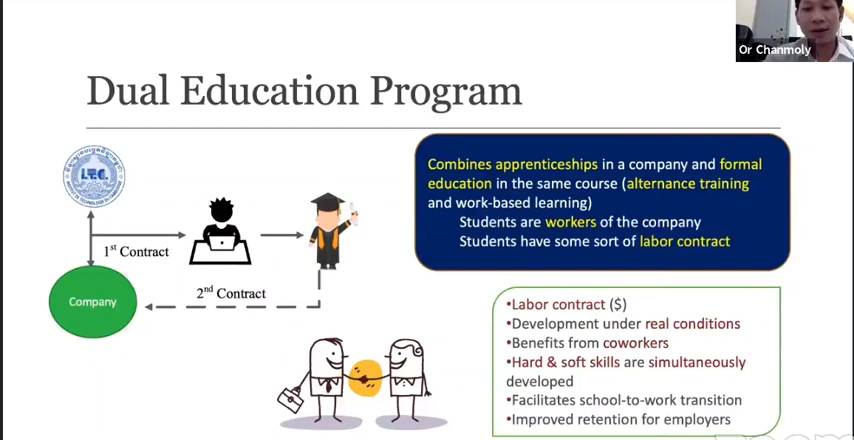 Or Chanmoly
Dual Education Program
I.T.C.
1st Contract
Company
2nd Contract
Combines apprenticeships in a company and formal
education in the same course (alternance training
and work-based learning)
Students are workers of the company
Students have some sort of labor contract
•Labor contract ($)
•Development under real conditions
•Benefits from coworkers
•Hard & soft skills are simultaneously
developed
•Facilitates school-to-work transition
•Improved retention for employers
zoom